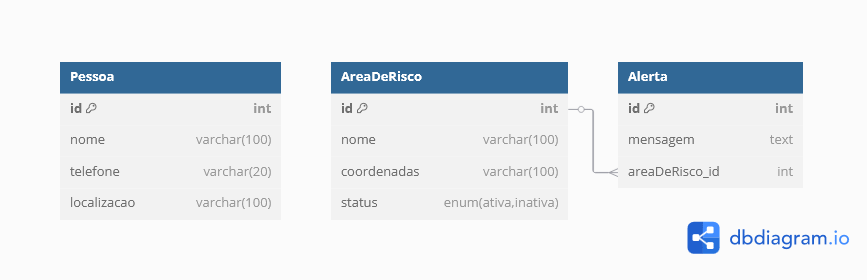 Pessoa
id int
nome varchar(100)
telefone varchar(20)
localizacao varchar(100)
AreaDeRisco
id int
nome varchar(100)
coordenadas varchar(100)
status enum(ativa,inativa)
Alerta
id int
mensagem text
areaDeRisco_id int
dbdiagram.io